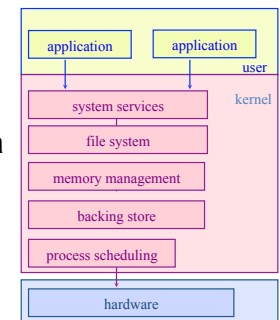 application
application
user
kernel
system services
file system
memory management
backing store
process scheduling
hardware